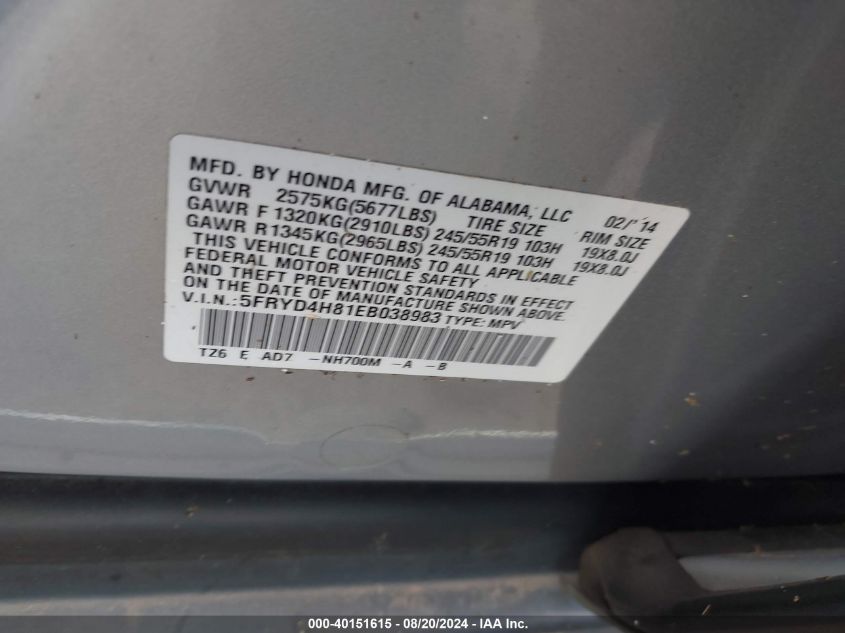 MFD. BY HONDA MFG. OF ALABAMA, LLC 02/'14
GVWR 2575KG(5677LBS) TIRE SIZE RIM SIZE
GAWR F 1320KG(2910LBS) 245/55R19 103H 19X8.0J
GAWR R1345KG(2965LBS) 245/55R19 103H 19X8.0J
THIS VEHICLE CONFORMS TO ALL APPLICABLE
FEDERAL MOTOR VEHICLE SAFETY
AND THEFT PREVENTION STANDARDS IN EFFECT
ON THE DATE OF MANUFACTURE SHOWN ABOVE.
V.I.N.:5FRYD4H81EB038983 TYPE: MPV
TZ6 E AD7 -NH700M -A -B
000-40151615 - 08/20/2024 - IAA Inc.